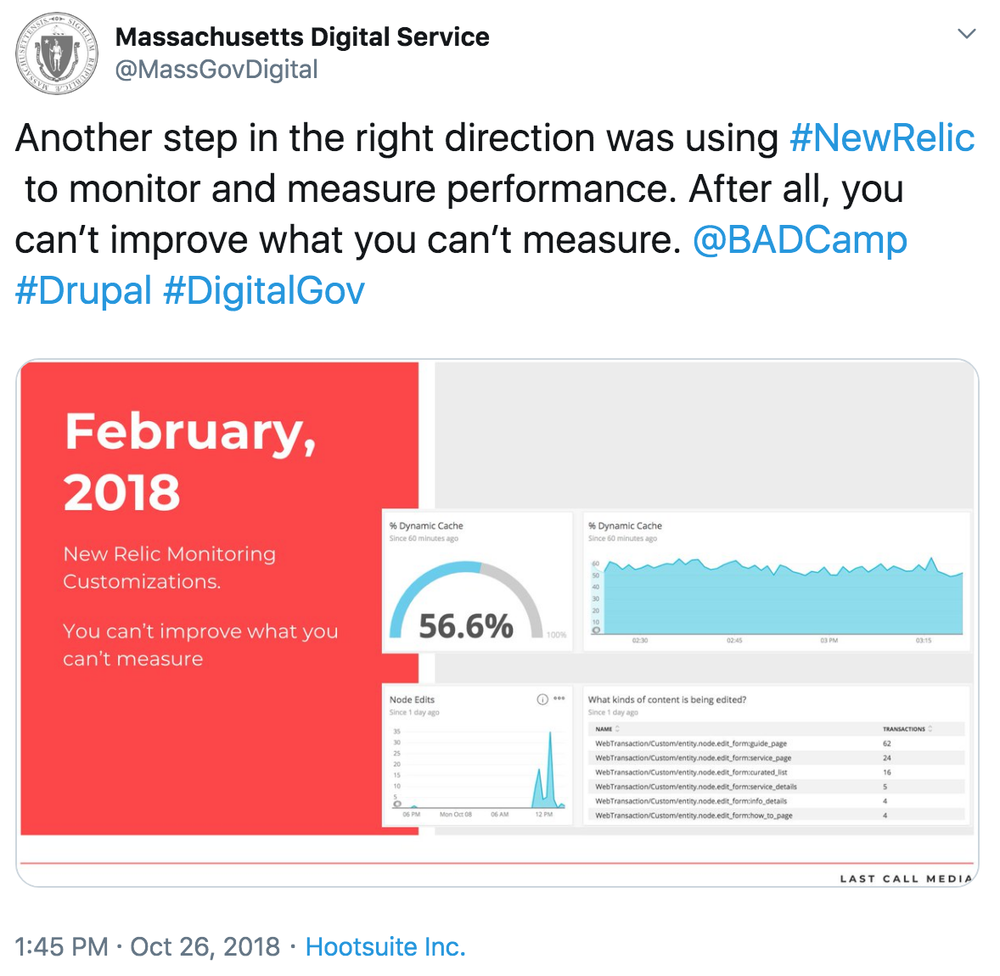 Massachusetts Digital Service
@MassGovDigital
Another step in the right direction was using #NewRelic
to monitor and measure performance. After all, you
can’t improve what you can’t measure. @BADCamp
#Drupal #DigitalGov
February,
2018
New Relic Monitoring
Customizations.
You can’t improve what you
can’t measure
% Dynamic Cache
Since 60 minutes ago
56.6%
100%
% Dynamic Cache
Since 60 minutes ago
60
50
40
30
20
10
0
02:30 02:45 03 PM 03:15
Node Edits
Since 1 day ago
35
30
25
20
15
10
5
0
06 PM Mon Oct 08 06 AM 12 PM
What kinds of content is being edited?
Since 1 day ago
NAME TRANSACTIONS
WebTransaction/Custom/entity.node.edit_form:guide_page 62
WebTransaction/Custom/entity.node.edit_form:service_page 24
WebTransaction/Custom/entity.node.edit_form:curated_list 16
WebTransaction/Custom/entity.node.edit_form:service_details 5
WebTransaction/Custom/entity.node.edit_form:info_details 4
WebTransaction/Custom/entity.node.edit_form:how_to_page 4
LAST CALL MEDIA
1:45 PM · Oct 26, 2018 · Hootsuite Inc.